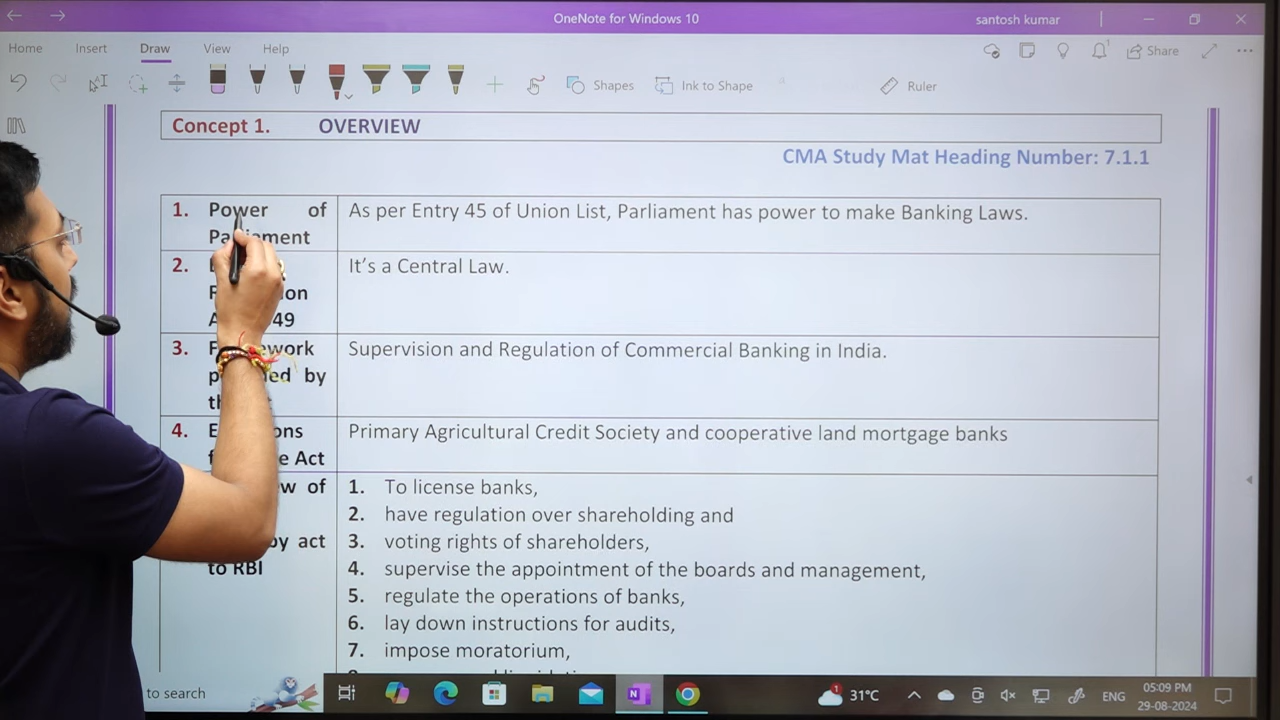 OneNote for Windows 10
santosh kumar
Home Insert Draw View Help
Share
Shapes Ink to Shape Ruler
Concept 1. OVERVIEW
CMA Study Mat Heading Number: 7.1.1
1. Power of As per Entry 45 of Union List, Parliament has power to make Banking Laws.
2. It's a Central Law.
49
3. Supervision and Regulation of Commercial Banking in India.
by
4. Primary Agricultural Credit Society and cooperative land mortgage banks
Act
of 1. To license banks,
2. have regulation over shareholding and
by act 3. voting rights of shareholders,
to RBI 4. supervise the appointment of the boards and management,
5. regulate the operations of banks,
6. lay down instructions for audits,
7. impose moratorium,
to search
31°C
ENG
05:09 PM
29-08-2024